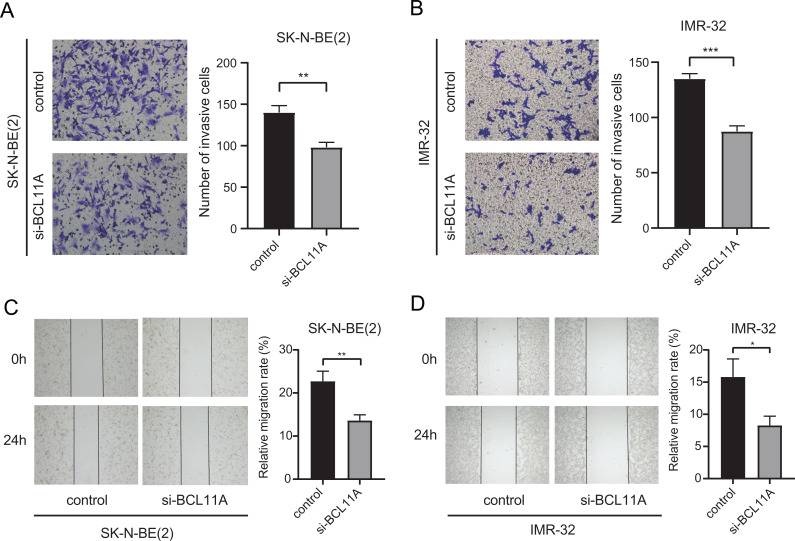 A
SK-N-BE(2)
control
si-BCL11A
SK-N-BE(2)
Number of invasive cells
200
150
100
50
0
**
control
si-BCL11A
B
IMR-32
control
si-BCL11A
IMR-32
Number of invasive cells
150
100
50
0
***
control
si-BCL11A
C
0h
24h
control
si-BCL11A
SK-N-BE(2)
SK-N-BE(2)
Relative migration rate (%)
30
20
10
0
**
control
si-BCL11A
D
0h
24h
control
si-BCL11A
IMR-32
IMR-32
Relative migration rate (%)
20
15
10
5
0
*
control
si-BCL11A